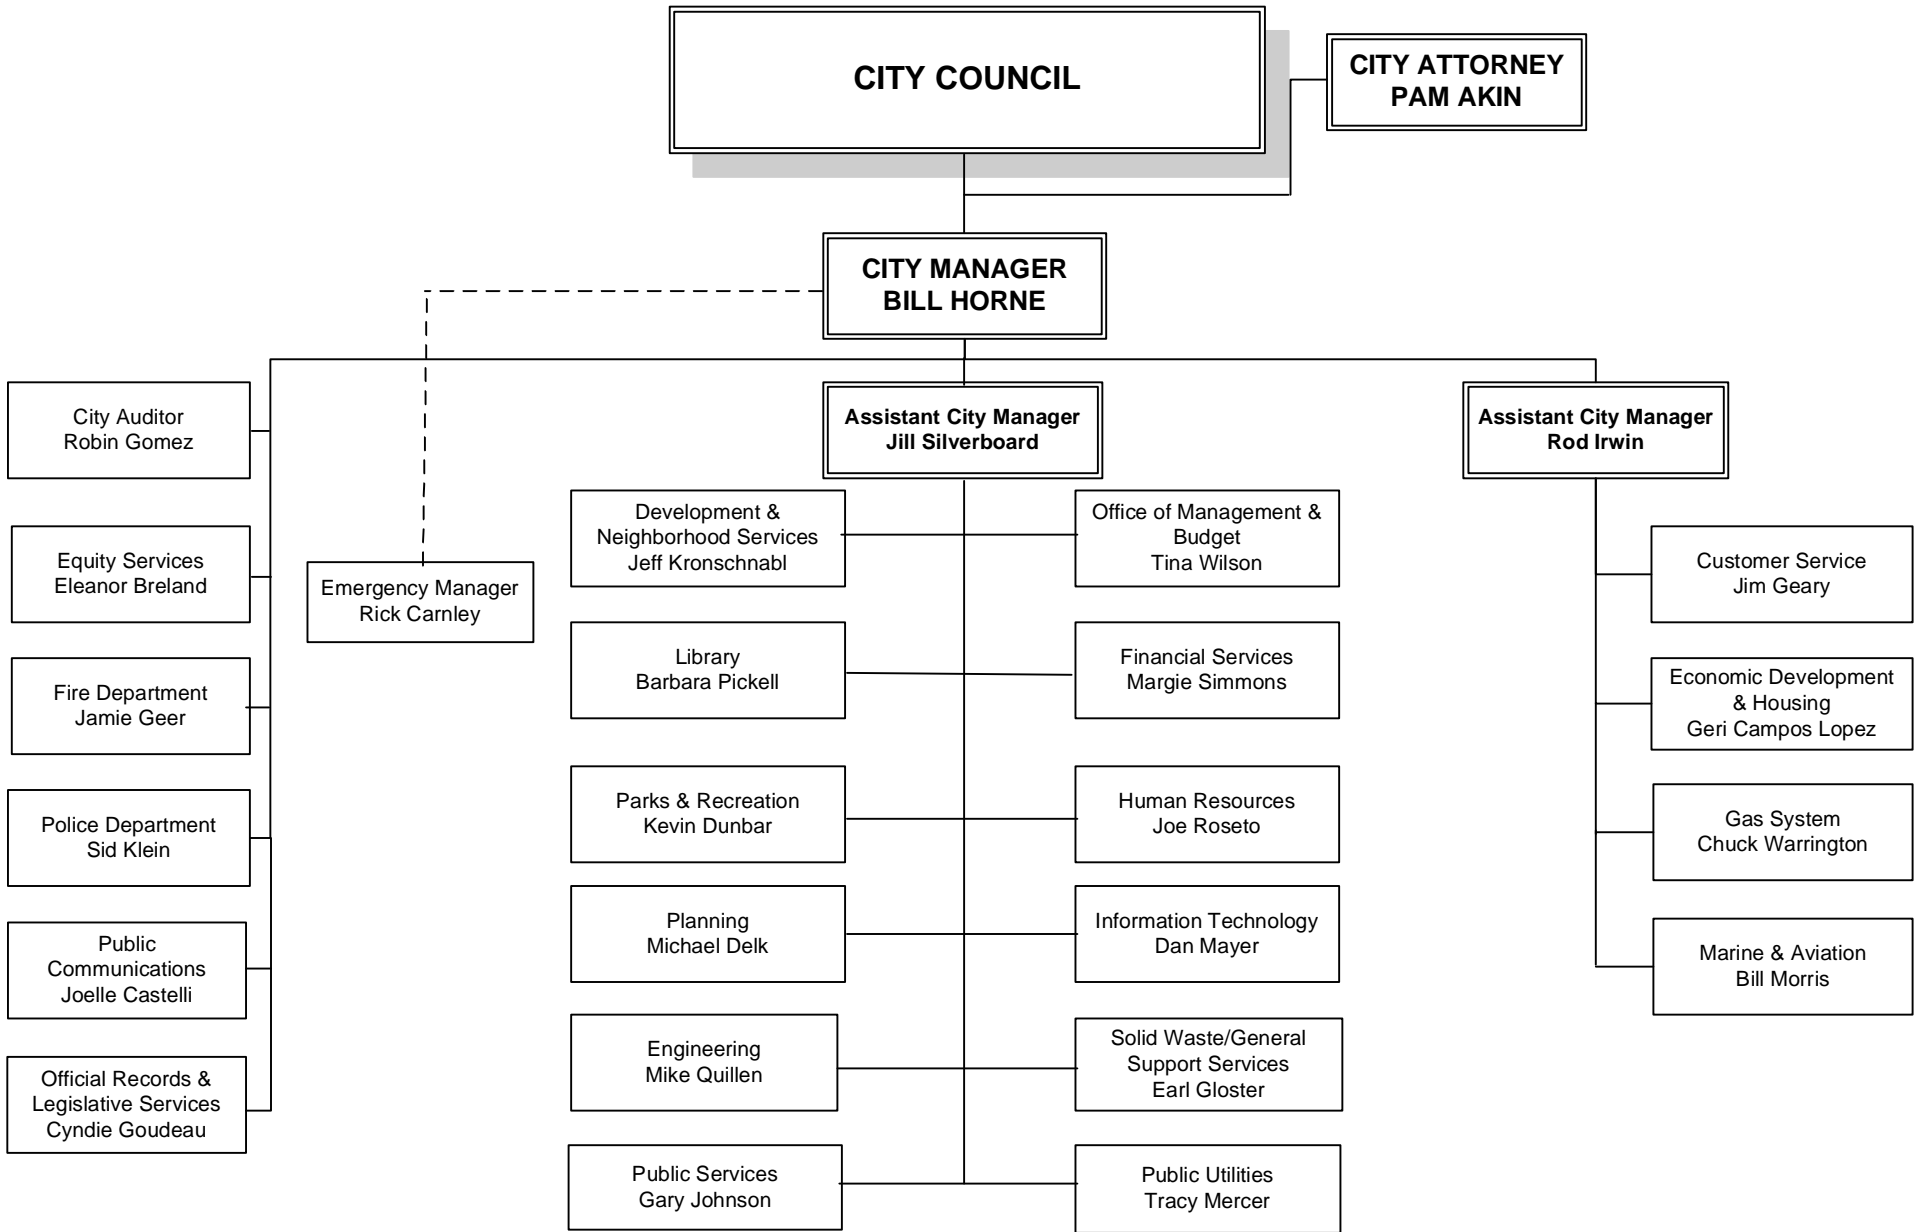 CITY COUNCIL
CITY ATTORNEY
PAM AKIN
CITY MANAGER
BILL HORNE
City Auditor
Robin Gomez
Equity Services
Eleanor Breland
Fire Department
Jamie Geer
Police Department
Sid Klein
Public
Communications
Joelle Castelli
Official Records &
Legislative Services
Cyndie Goudeau
Emergency Manager
Rick Carnley
Assistant City Manager
Jill Silverboard
Development &
Neighborhood Services
Jeff Kronschnabl
Office of Management &
Budget
Tina Wilson
Library
Barbara Pickell
Financial Services
Margie Simmons
Parks & Recreation
Kevin Dunbar
Human Resources
Joe Roseto
Planning
Michael Delk
Information Technology
Dan Mayer
Engineering
Mike Quillen
Solid Waste/General
Support Services
Earl Gloster
Public Services
Gary Johnson
Public Utilities
Tracy Mercer
Assistant City Manager
Rod Irwin
Customer Service
Jim Geary
Economic Development
& Housing
Geri Campos Lopez
Gas System
Chuck Warrington
Marine & Aviation
Bill Morris